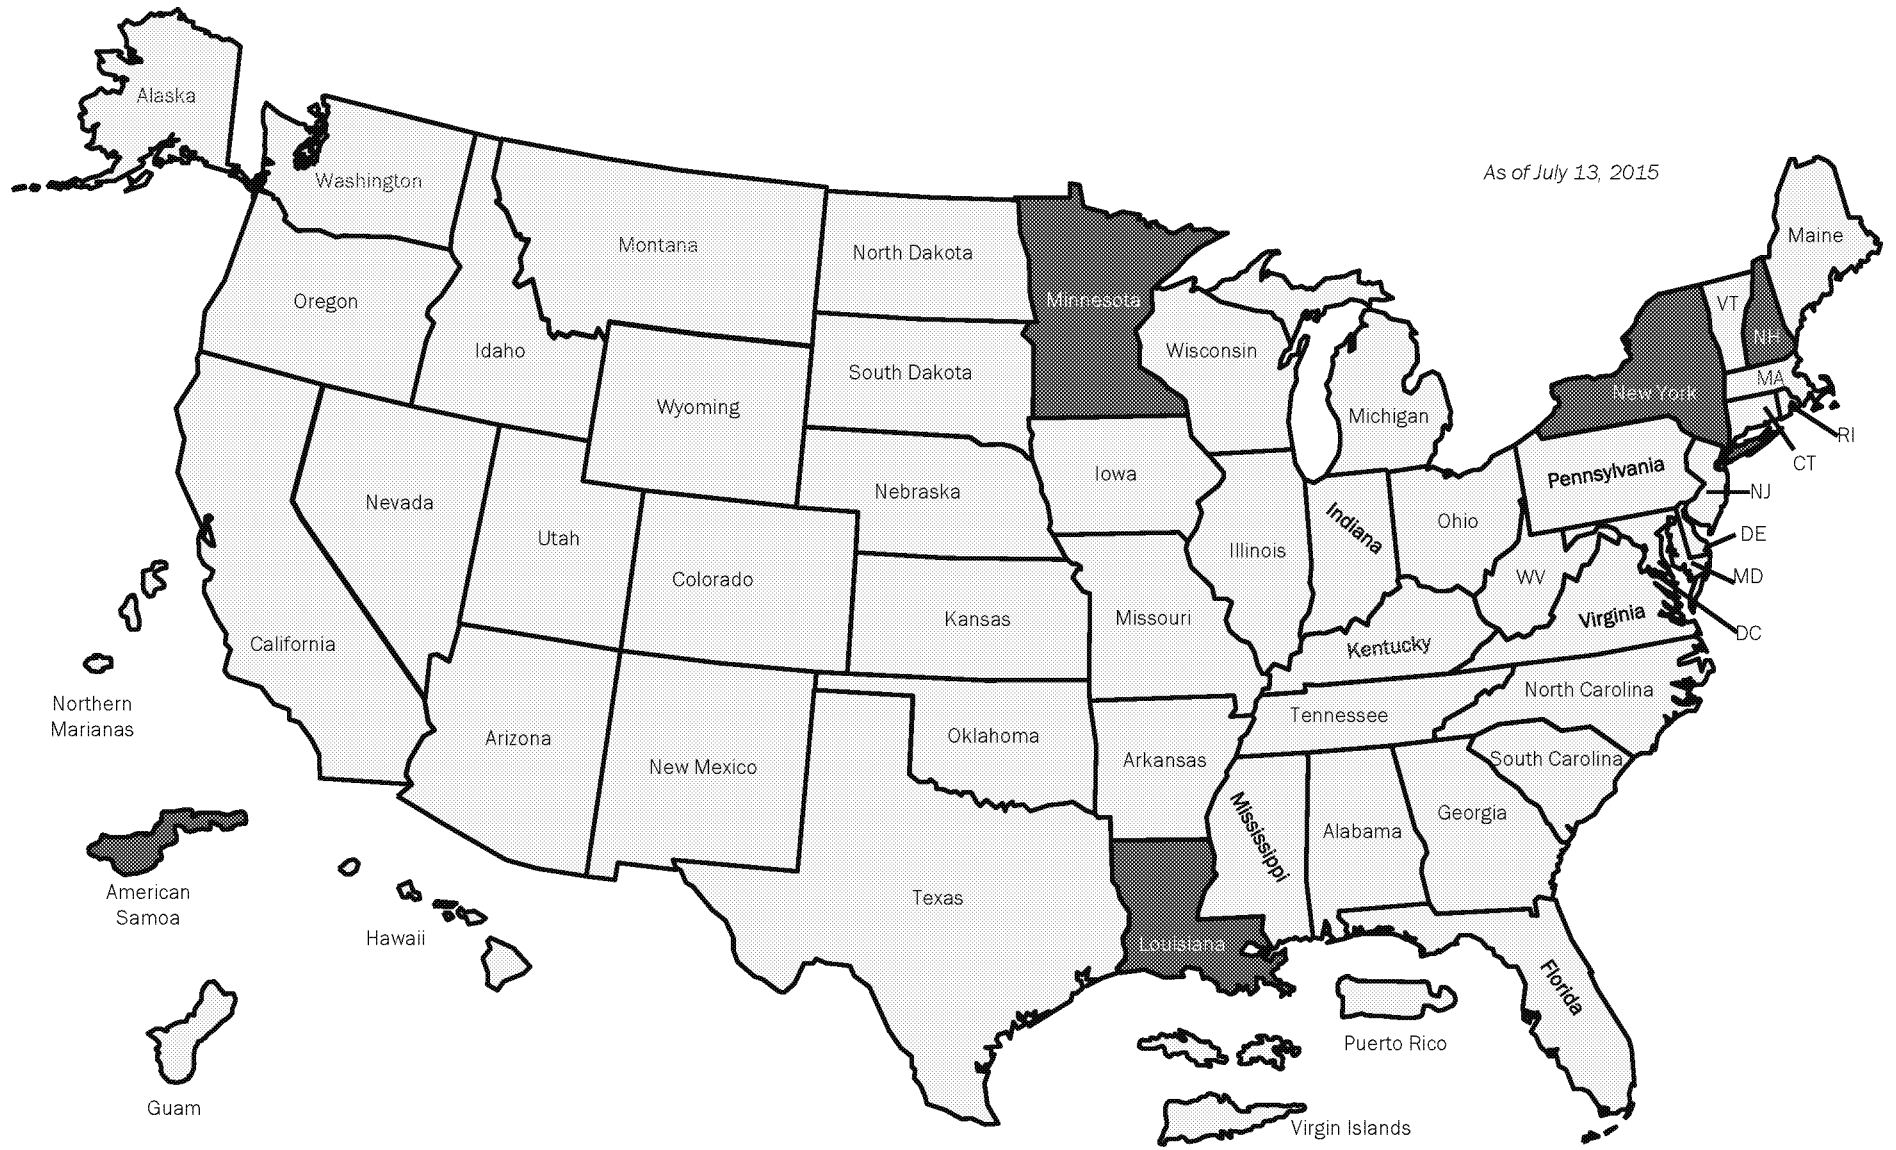 Alaska
Washington
As of July 13, 2015
Maine
Montana
North Dakota
Minnesota
Oregon
VT
NH
Idaho
Wisconsin
South Dakota
MA
New York
Wyoming
Michigan
RI
CT
Iowa
Pennsylvania
NJ
Nebraska
Nevada
Indiana
Ohio
Utah
Illinois
DE
Colorado
WV
MD
Kansas
Missouri
Virginia
DC
California
Kentucky
Northern
Marianas
North Carolina
Tennessee
Arizona
Oklahoma
New Mexico
Arkansas
South Carolina
Mississippi
Alabama
Georgia
American
Samoa
Texas
Hawaii
Louisiana
Florida
Puerto Rico
Guam
Virgin Islands